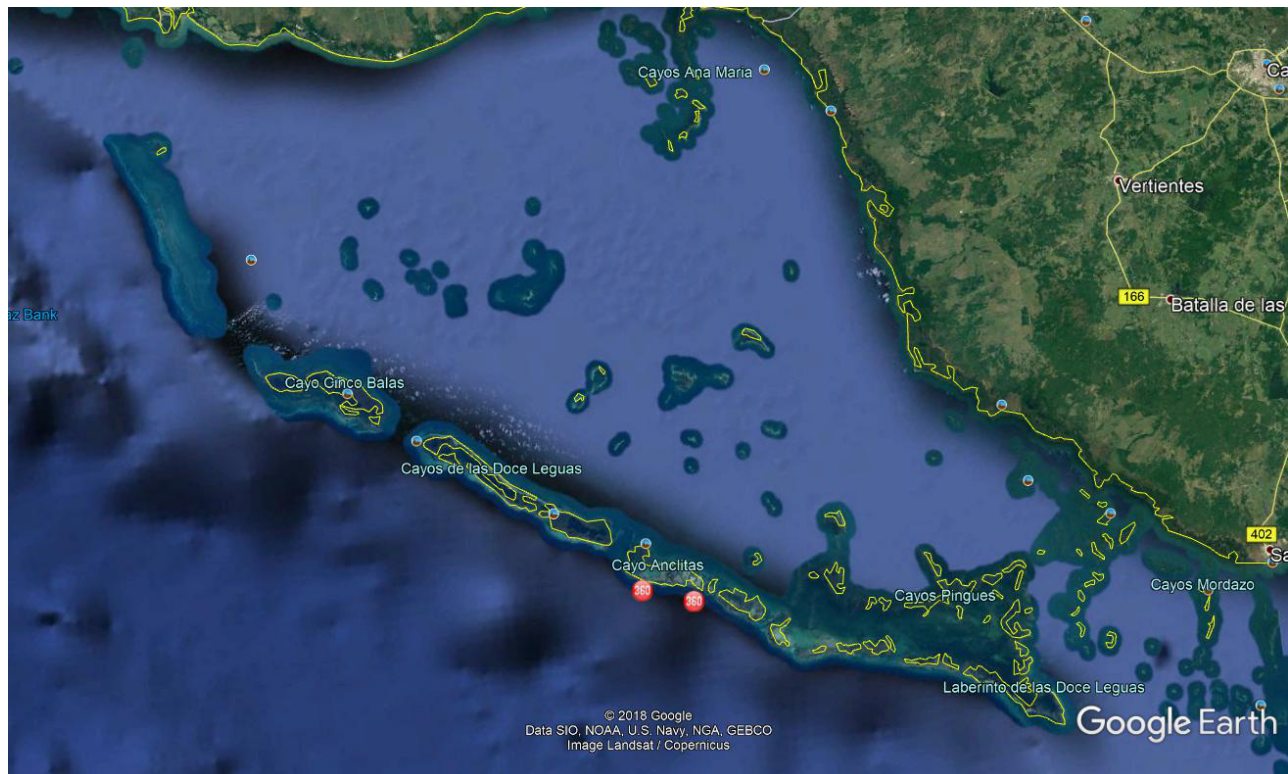 Cayos Ana Maria
Ca
Vertientes
166
Batalla de las
az Bank
Cayo Cinco Balas
Cayos de las Doce Leguas
402
Sa
Cayo Anclitas
360
360
Cayos Pingues
Cayos Mordazo
Laberinto de las Doce Leguas
© 2018 Google
Data SIO, NOAA, U.S. Navy, NGA, GEBCO
Image Landsat / Copernicus
Google Earth